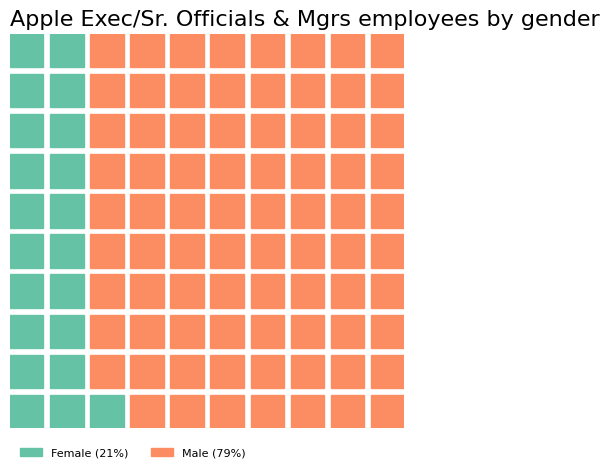 Apple Exec/Sr. Officials & Mgrs employees by gender
Female (21%) Male (79%)